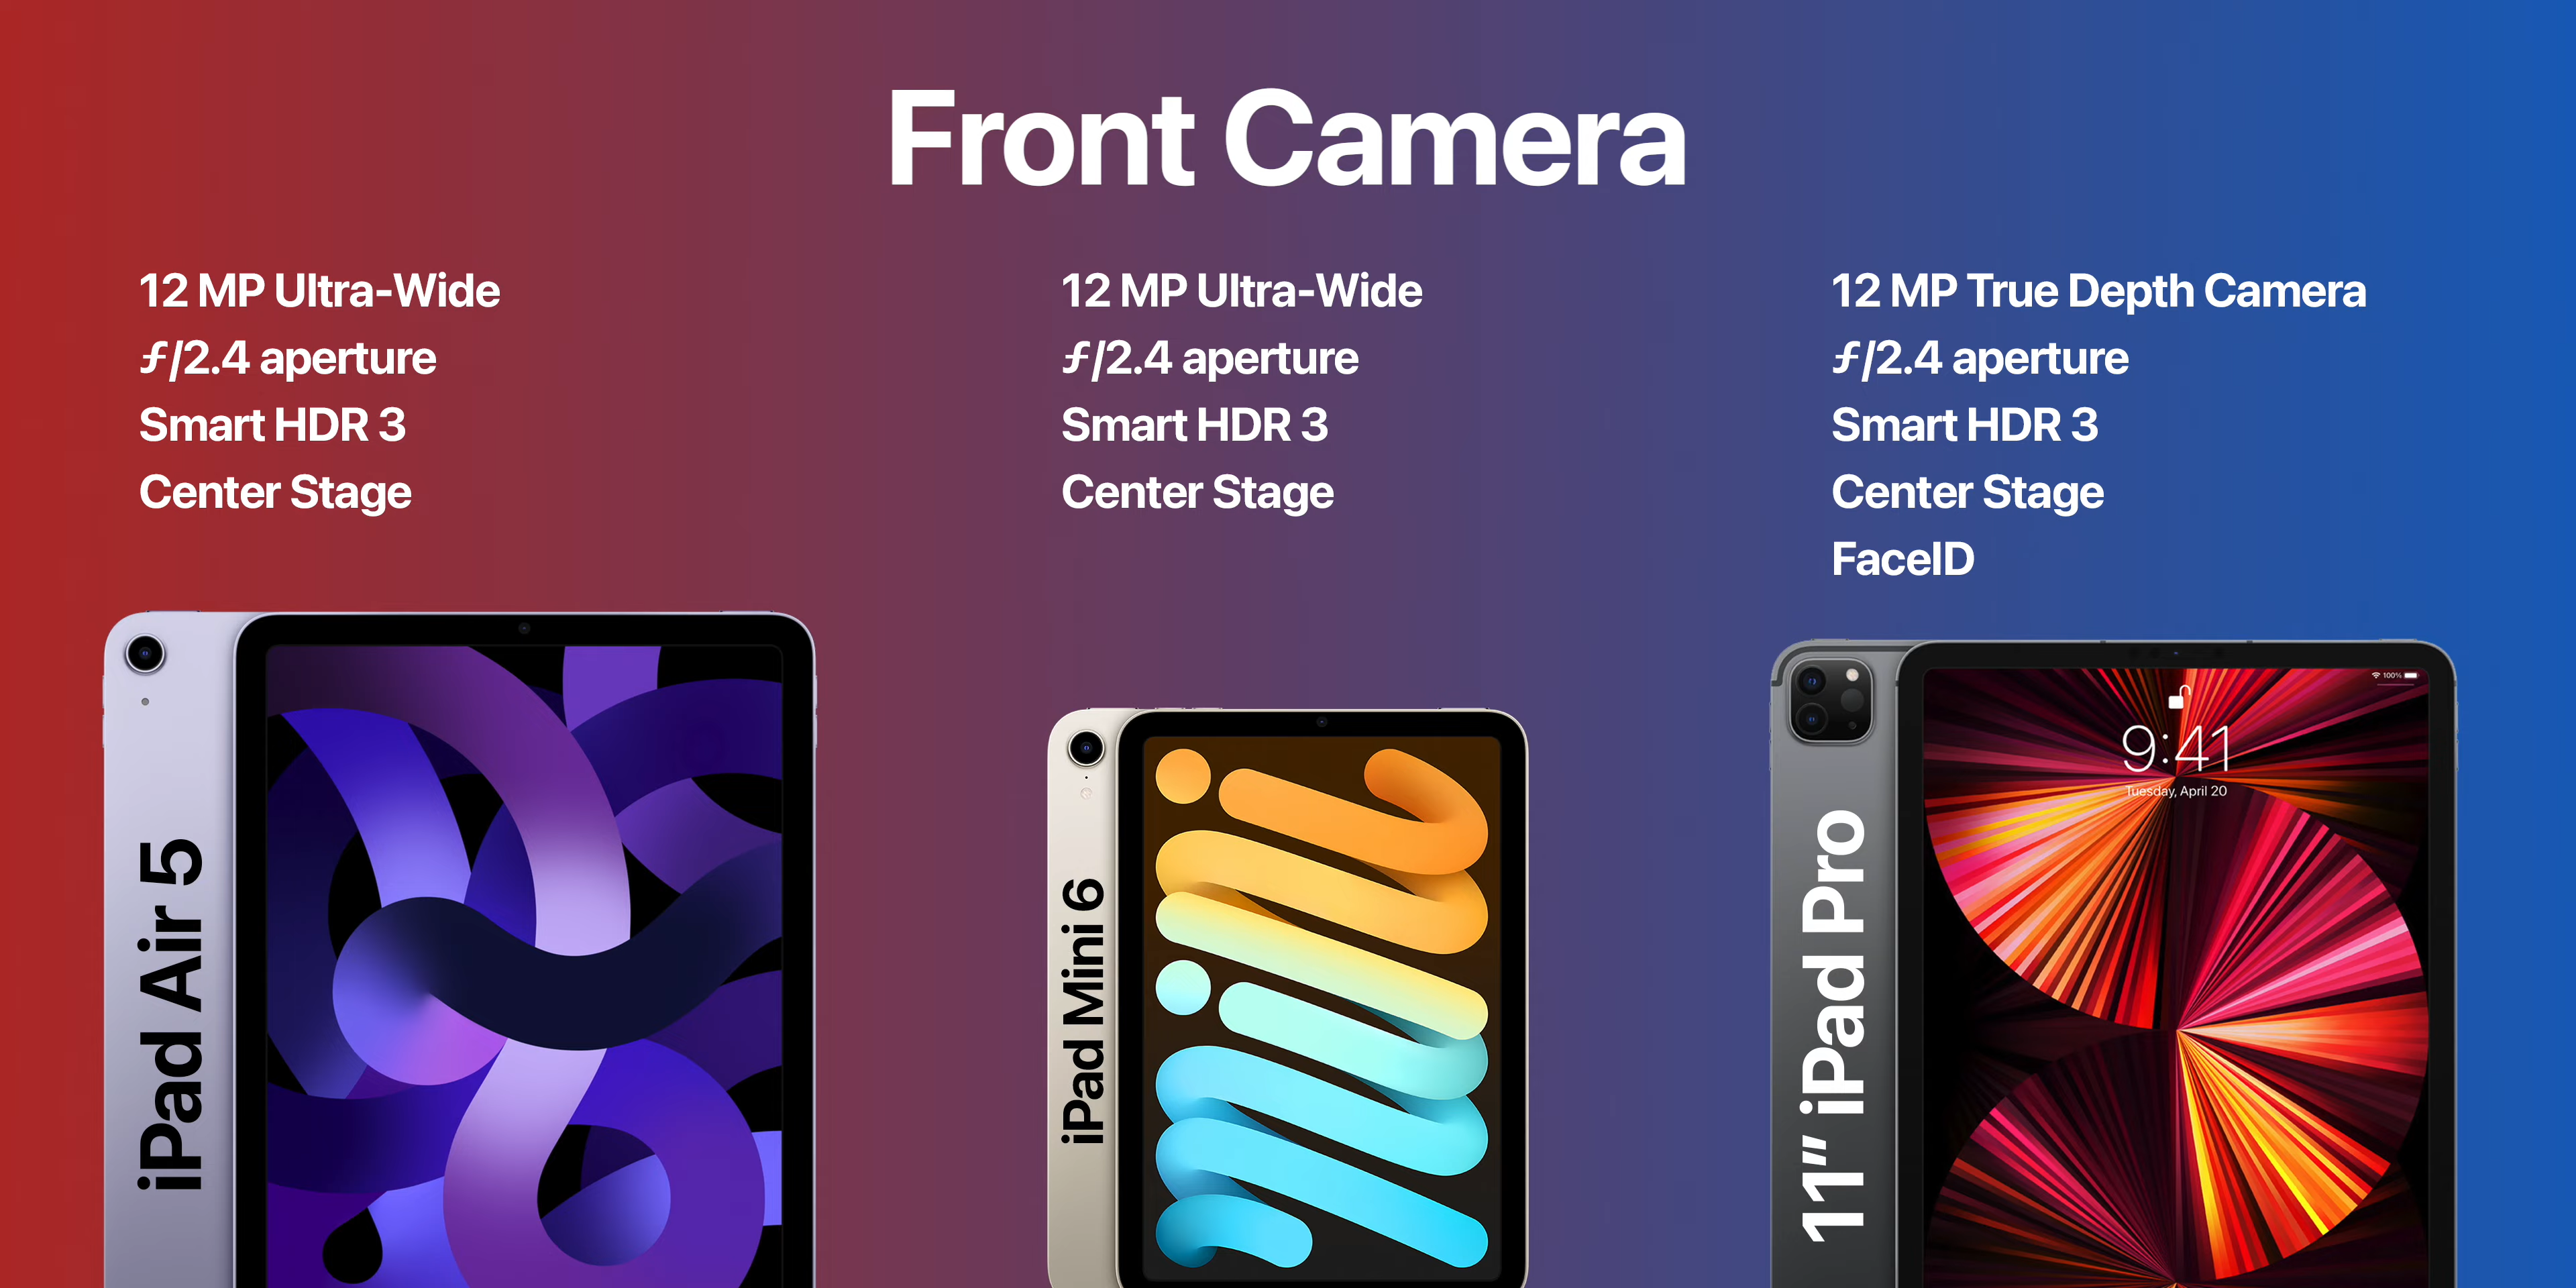 Front Camera
12 MP Ultra-Wide
ƒ/2.4 aperture
Smart HDR 3
Center Stage
12 MP Ultra-Wide
ƒ/2.4 aperture
Smart HDR 3
Center Stage
12 MP True Depth Camera
ƒ/2.4 aperture
Smart HDR 3
Center Stage
FaceID
iPad Air 5
iPad Mini 6
11" iPad Pro
100%
9:41
Tuesday, April 20